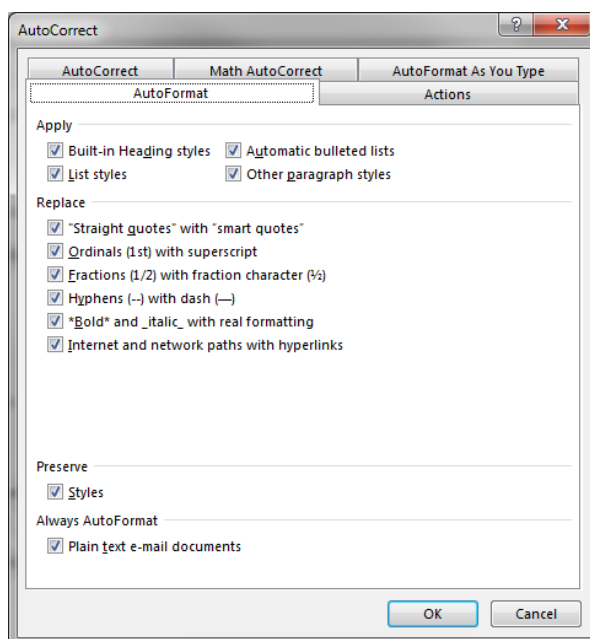 AutoCorrect
AutoCorrect Math AutoCorrect AutoFormat As You Type
AutoFormat Actions
Apply
Built-in Heading styles Automatic bulleted lists
List styles Other paragraph styles
Replace
"Straight quotes" with “smart quotes”
Ordinals (1st) with superscript
Fractions (1/2) with fraction character (½)
Hyphens (--) with dash (—)
*Bold* and _italic_ with real formatting
Internet and network paths with hyperlinks
Preserve
Styles
Always AutoFormat
Plain text e-mail documents
OK Cancel